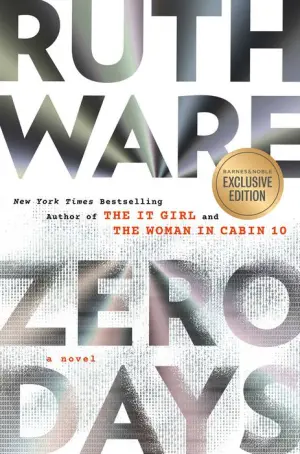 RUTH
WARE
BARNES&NOBLE
EXCLUSIVE
EDITION
New York Times Bestselling
Author of THE IT GIRL and
THE WOMAN IN CABIN 10
ZERO
a novel
DAYS